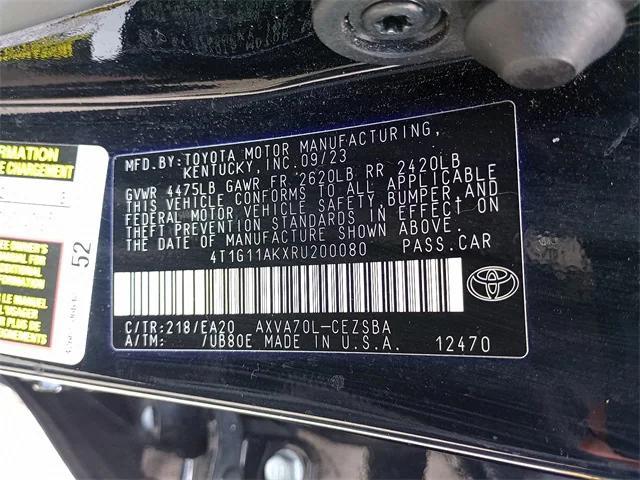 MFD.BY: TOYOTA MOTOR MANUFACTURING,
KENTUCKY, INC. 09/23
GVWR 4475LB GAWR FR 2620LB RR 2420LB
THIS VEHICLE CONFORMS TO ALL APPLICABLE
FEDERAL MOTOR VEHICLE SAFETY, BUMPER, AND
THEFT PREVENTION STANDARDS IN EFFECT ON
THE DATE OF MANUFACTURE SHOWN ABOVE.
4T1G11AKXRU200080 PASS.CAR
C/TR:218/EA20 AXVA70L-CEZSBA
A/TM: /UB80E MADE IN U.S.A. 12470
TOYOTA
52